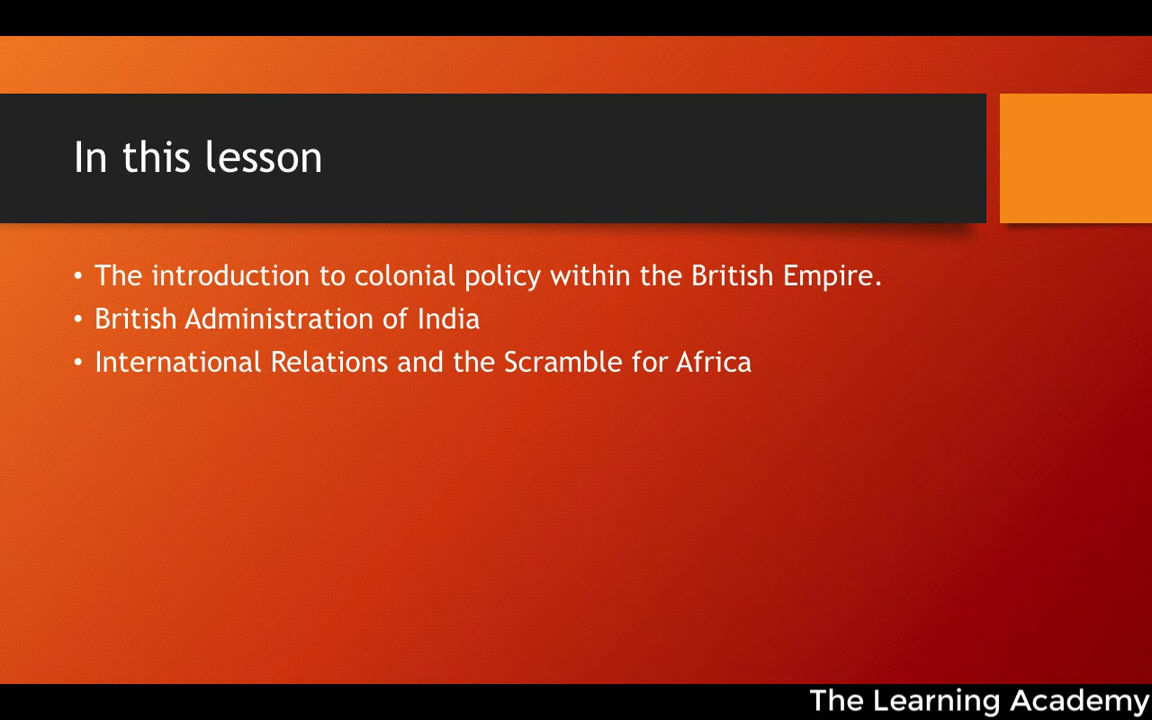 In this lesson
• The introduction to colonial policy within the British Empire.
• British Administration of India
• International Relations and the Scramble for Africa
The Learning Academy